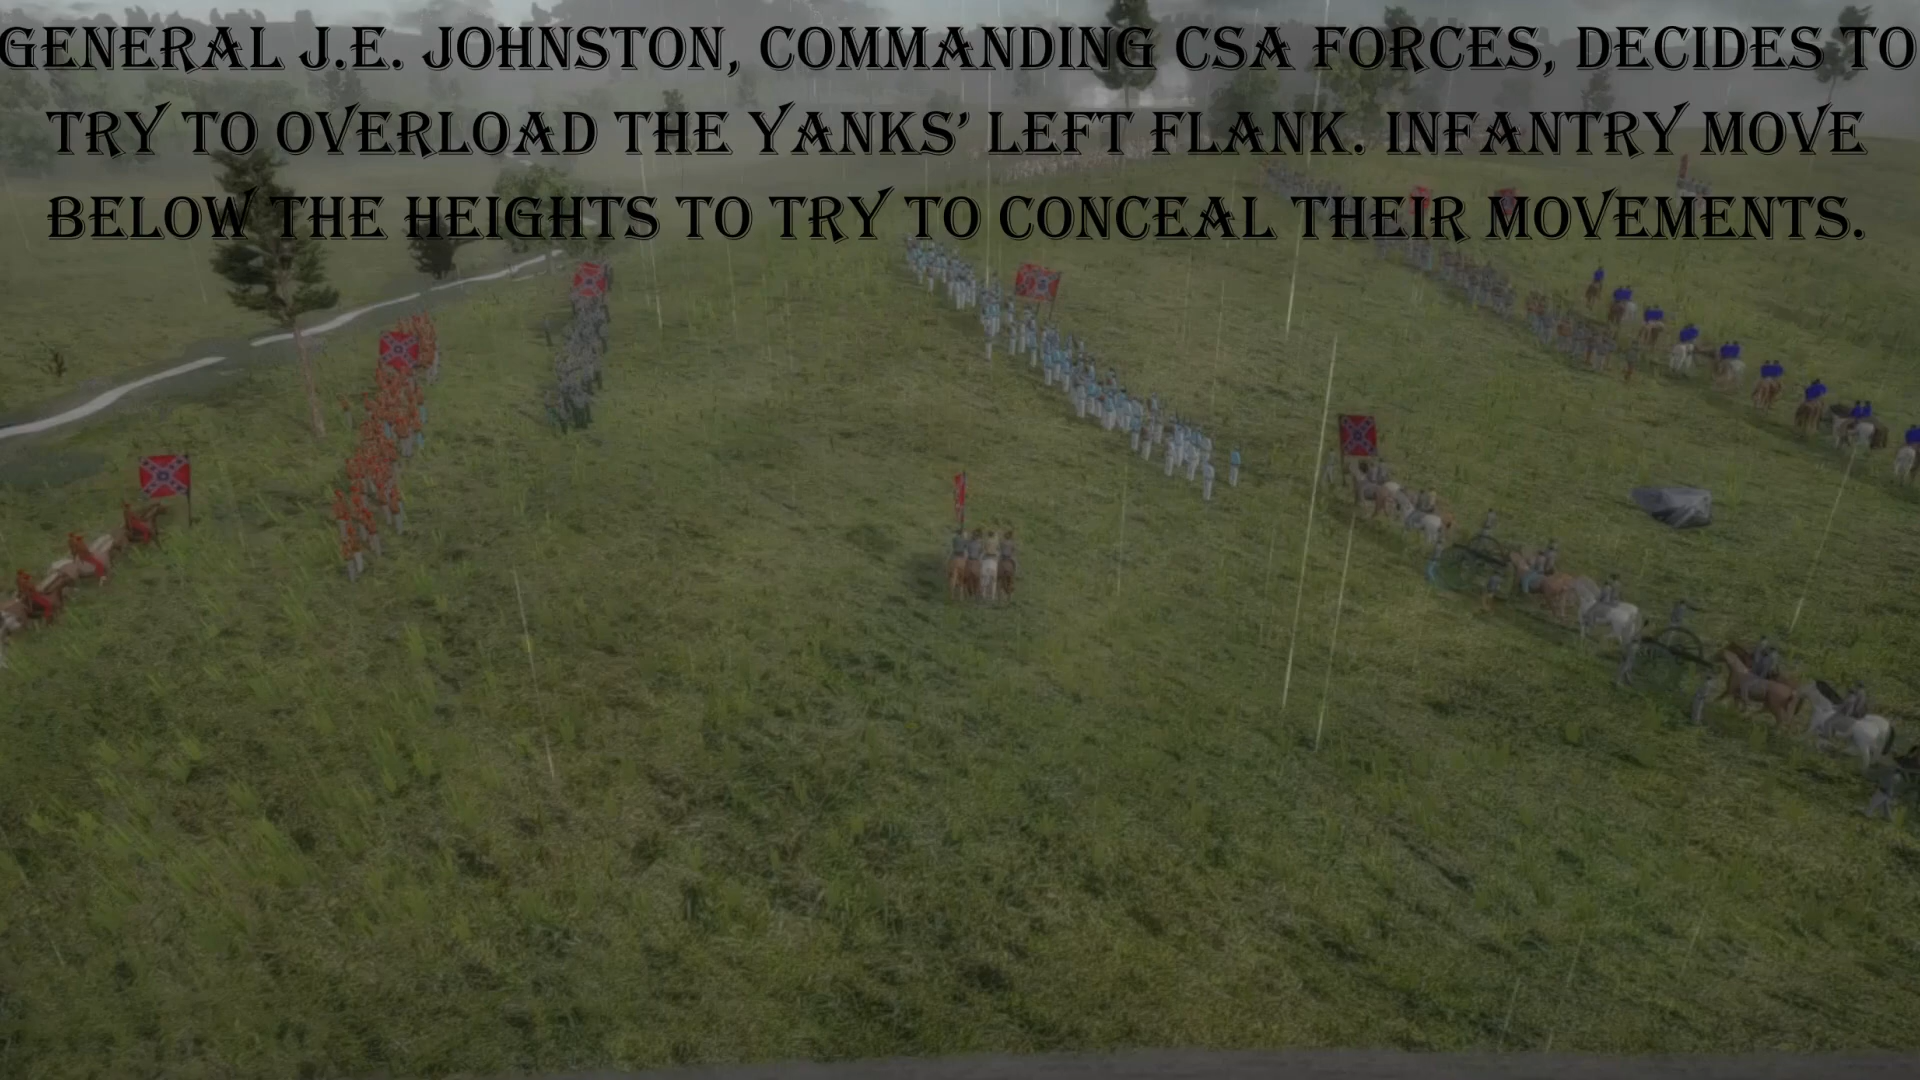 GENERAL J.E. JOHNSTON, COMMANDING CSA FORCES, DECIDES TO
TRY TO OVERLOAD THE YANKS' LEFT FLANK. INFANTRY MOVE
BELOW THE HEIGHTS TO TRY TO CONCEAL THEIR MOVEMENTS.